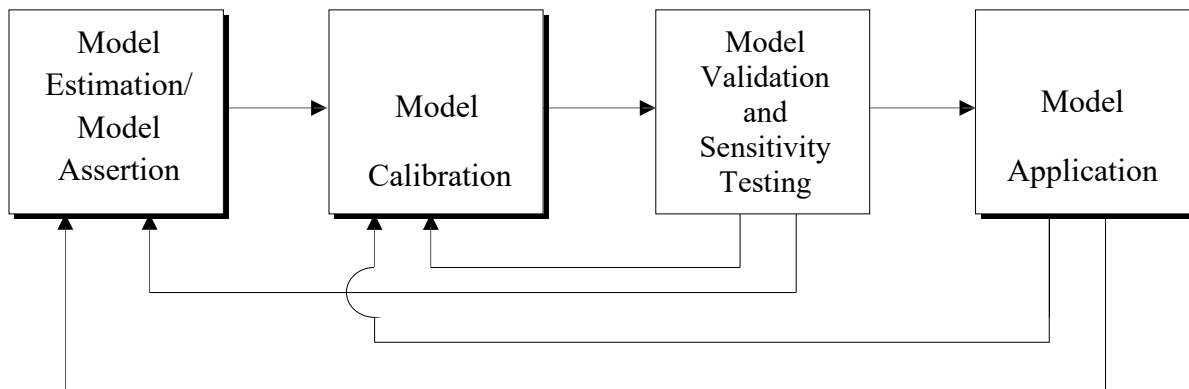 Model
Estimation/
Model
Assertion
Model
Calibration
Model
Validation
and
Sensitivity
Testing
Model
Application